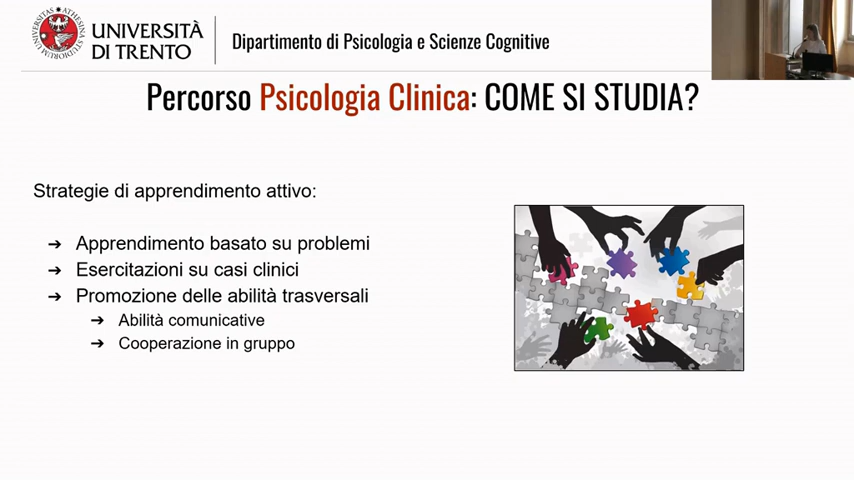 UNIVERSITÀ
DI TRENTO
Dipartimento di Psicologia e Scienze Cognitive
Percorso Psicologia Clinica: COME SI STUDIA?
Strategie di apprendimento attivo:
➔ Apprendimento basato su problemi
➔ Esercitazioni su casi clinici
➔ Promozione delle abilità trasversali
➔ Abilità comunicative
➔ Cooperazione in gruppo